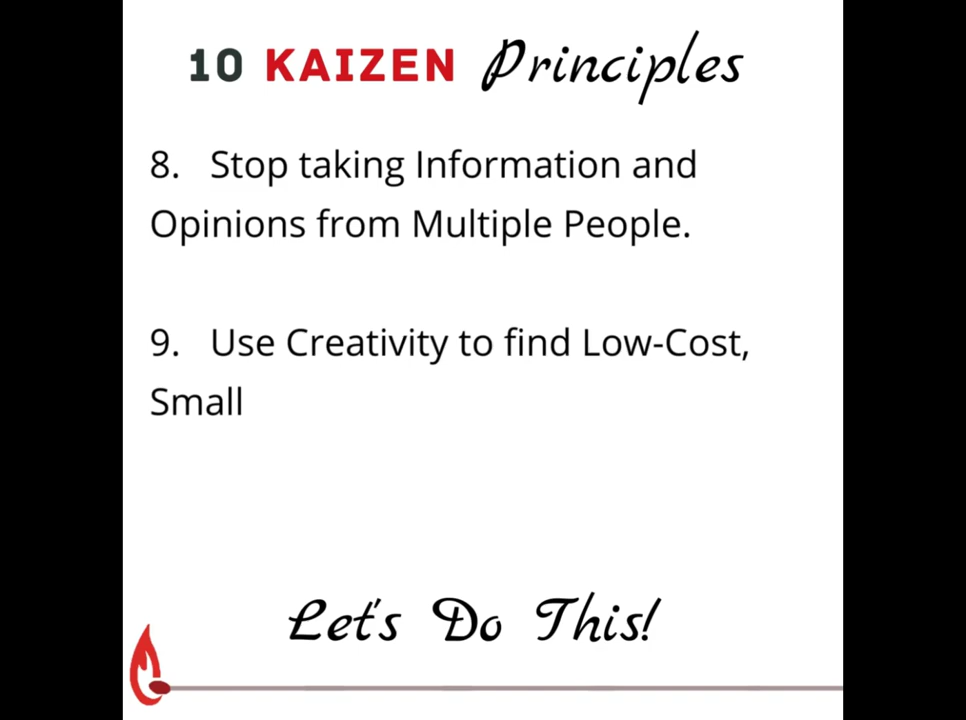 10 KAIZEN Principles
8. Stop taking Information and
Opinions from Multiple People.
9. Use Creativity to find Low-Cost,
Small
Let's Do This!